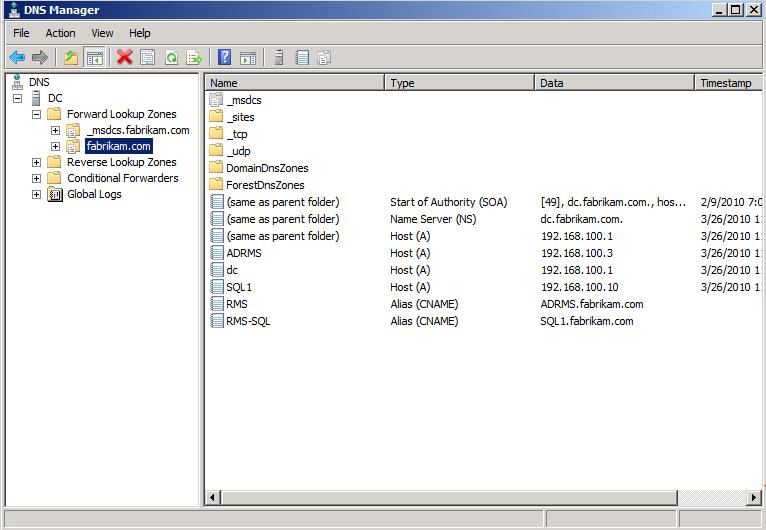 DNS Manager
File Action View Help
DNS
DC
Forward Lookup Zones
_msdcs.fabrikam.com
fabrikam.com
Reverse Lookup Zones
Conditional Forwarders
Global Logs
Name Type Data Timestamp
_msdcs
_sites
_tcp
_udp
DomainDnsZones
ForestDnsZones
(same as parent folder) Start of Authority (SOA) [49], dc.fabrikam.com., hos... 2/9/2010 7:0
(same as parent folder) Name Server (NS) dc.fabrikam.com. 3/26/2010 1
(same as parent folder) Host (A) 192.168.100.1 3/26/2010 1
ADRMS Host (A) 192.168.100.3 3/26/2010 1
dc Host (A) 192.168.100.1 3/26/2010 1
SQL1 Host (A) 192.168.100.10 3/26/2010 1
RMS Alias (CNAME) ADRMS.fabrikam.com
RMS-SQL Alias (CNAME) SQL1.fabrikam.com